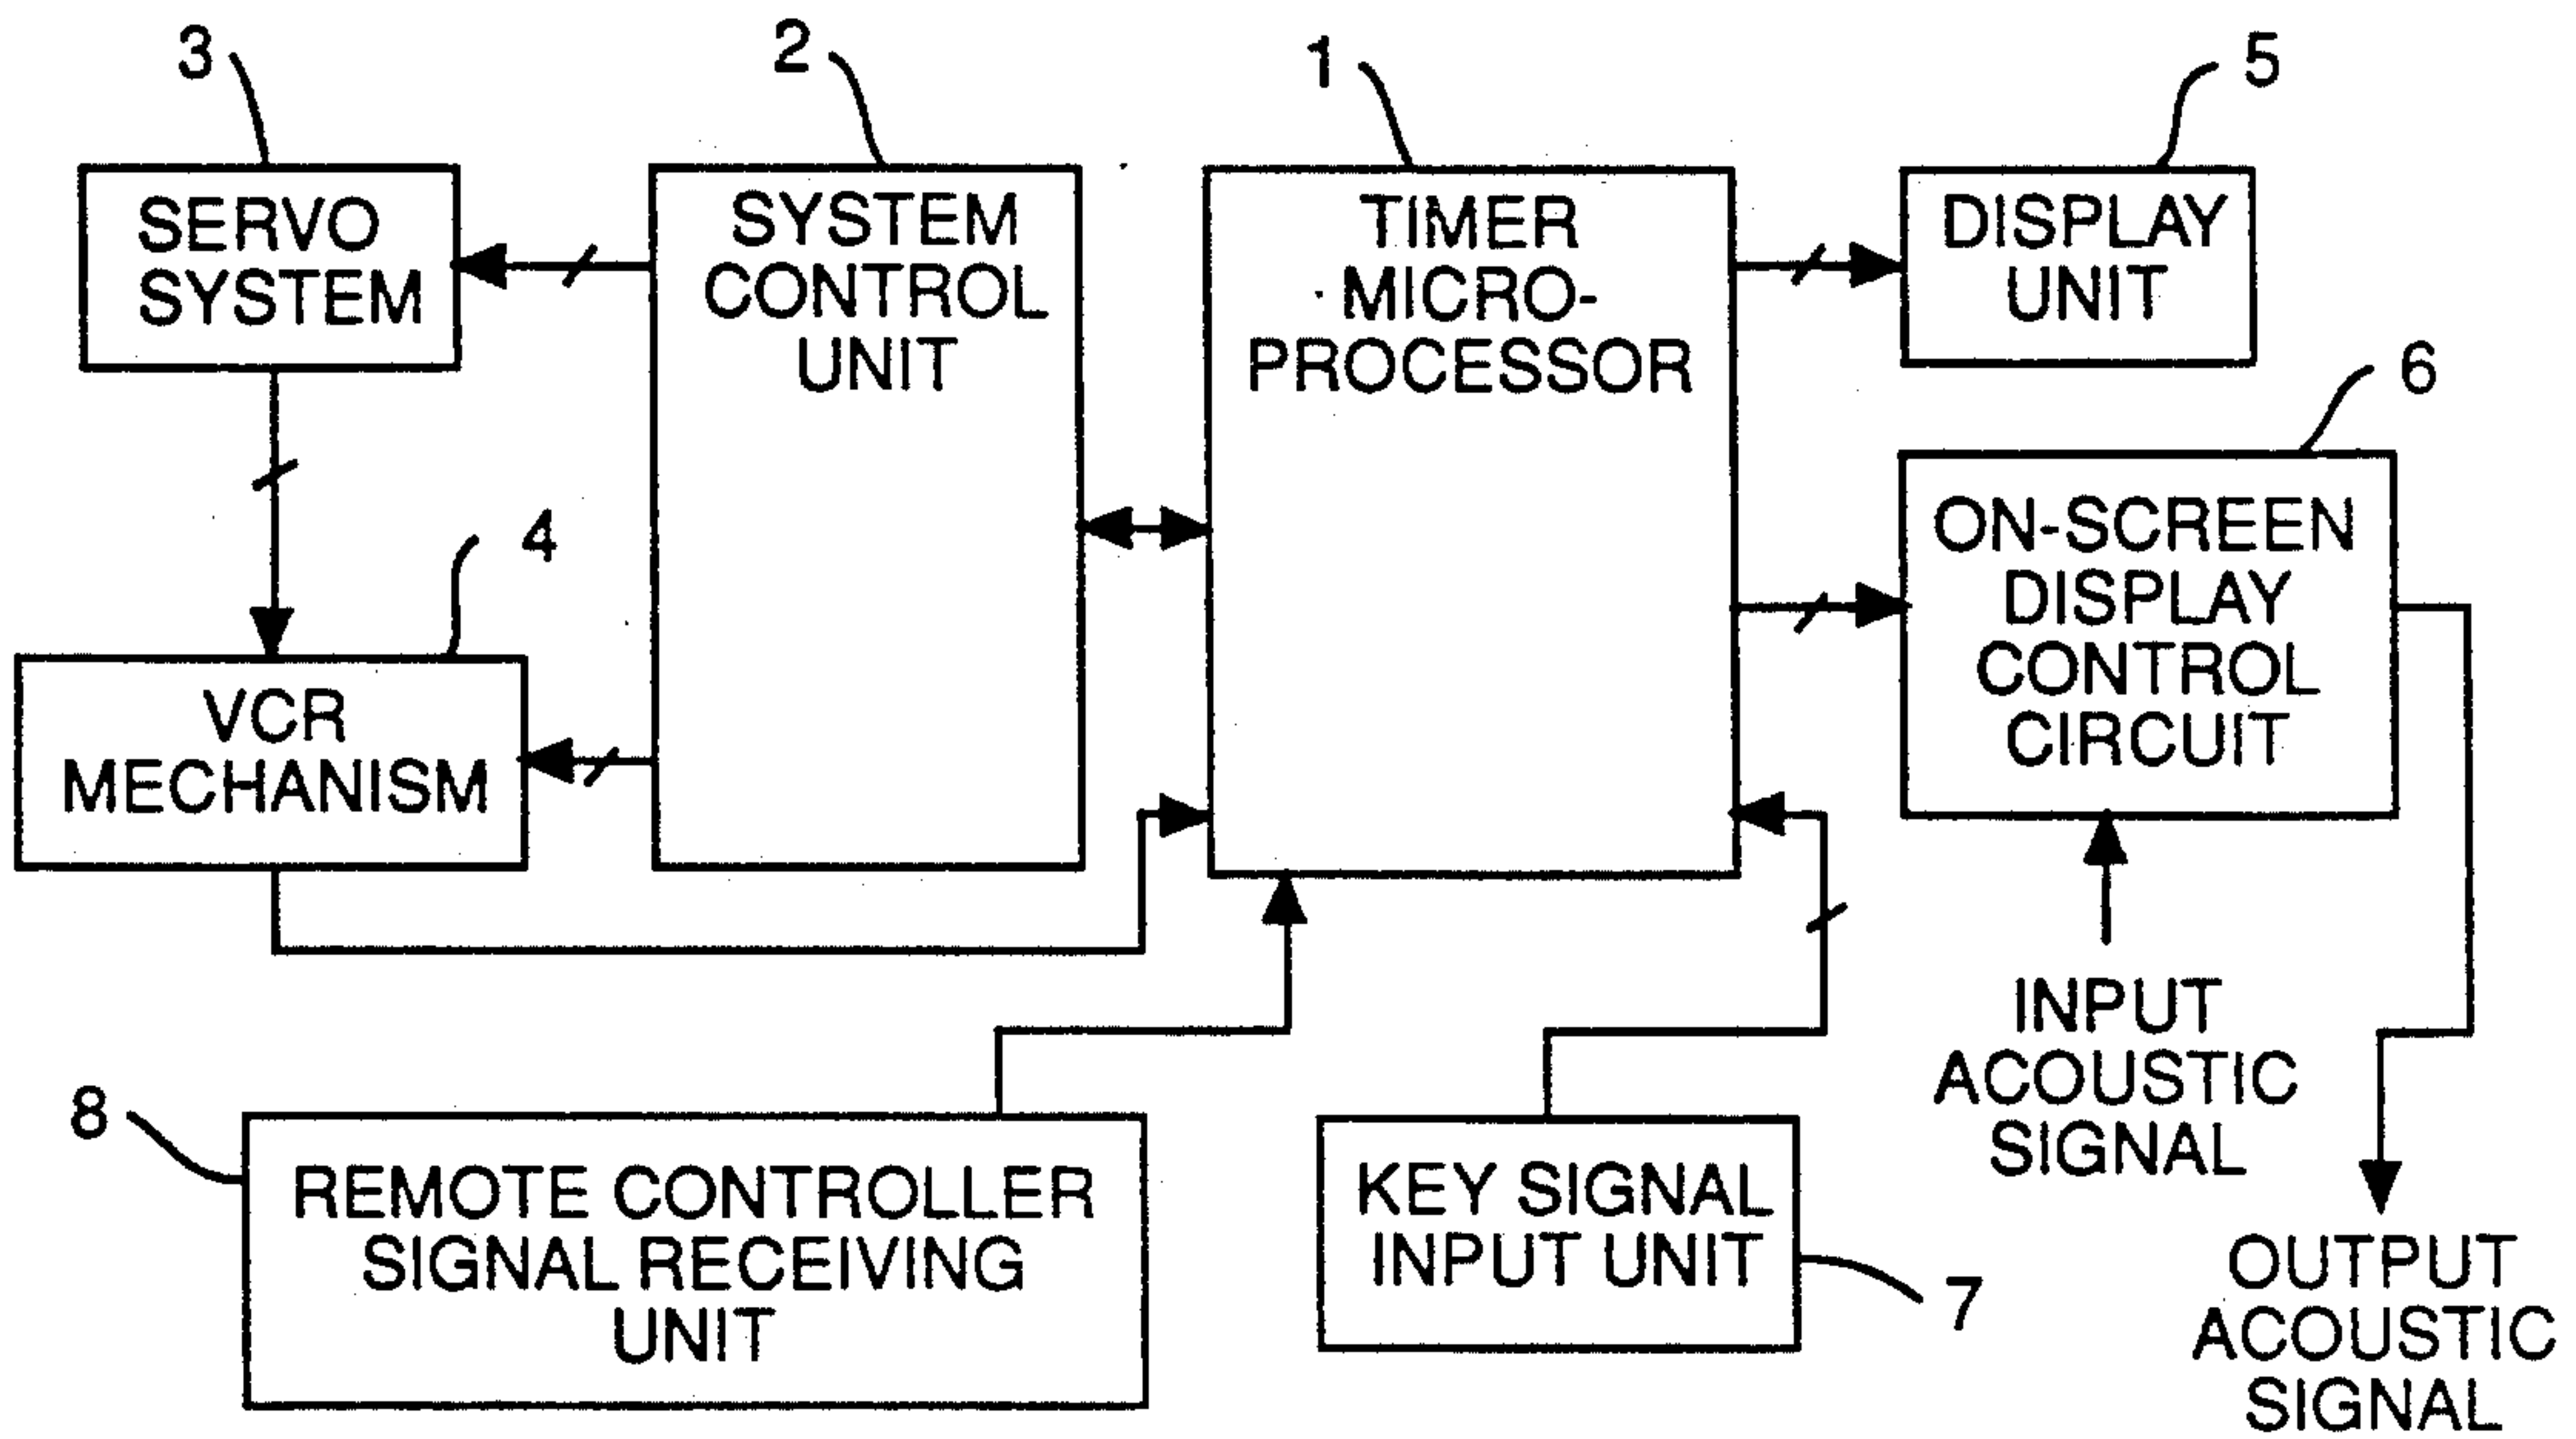 3
2
1
5
SERVO
SYSTEM
SYSTEM
CONTROL
UNIT
TIMER
MICRO-
PROCESSOR
DISPLAY
UNIT
6
4
ON-SCREEN
DISPLAY
CONTROL
CIRCUIT
VCR
MECHANISM
INPUT
ACOUSTIC
SIGNAL
8
REMOTE CONTROLLER
SIGNAL RECEIVING
UNIT
KEY SIGNAL
INPUT UNIT
7
OUTPUT
ACOUSTIC
SIGNAL